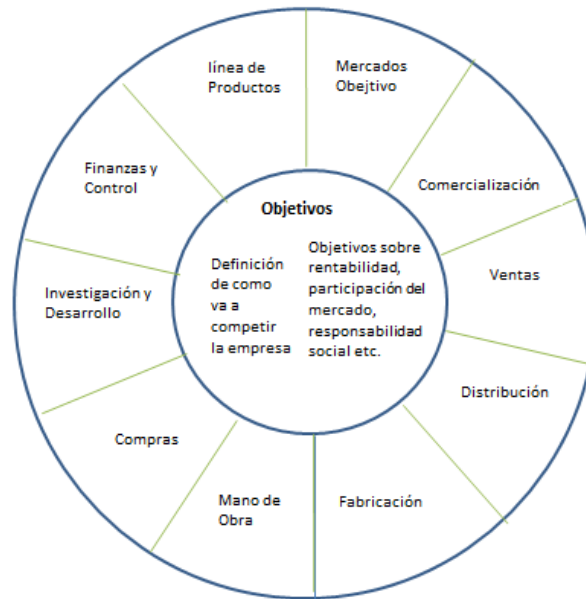 línea de
Productos
Mercados
Obejtivo
Comercialización
Ventas
Distribución
Fabricación
Mano de
Obra
Compras
Investigación y
Desarrollo
Finanzas y
Control
Objetivos
Definición
de como
va a
competir
la empresa
Objetivos sobre
rentabilidad,
participación del
mercado,
responsabilidad
social etc.